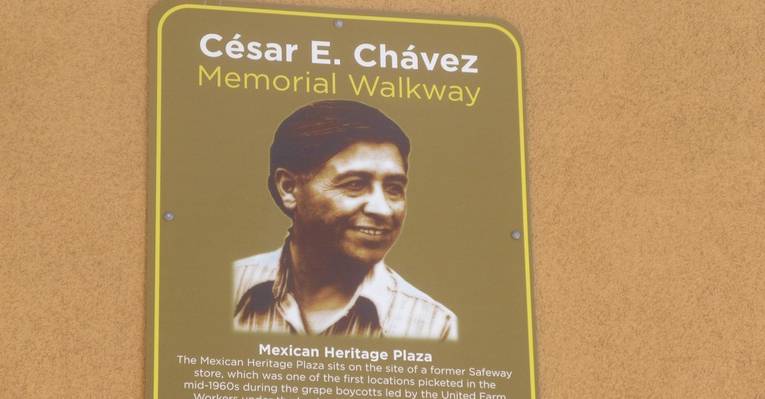 César E. Chávez
Memorial Walkway
Mexican Heritage Plaza
The Mexican Heritage Plaza sits on the site of a former Safeway
store, which was one of the first locations picketed in the
mid-1960s during the grape boycotts led by the United Farm
Workers under the